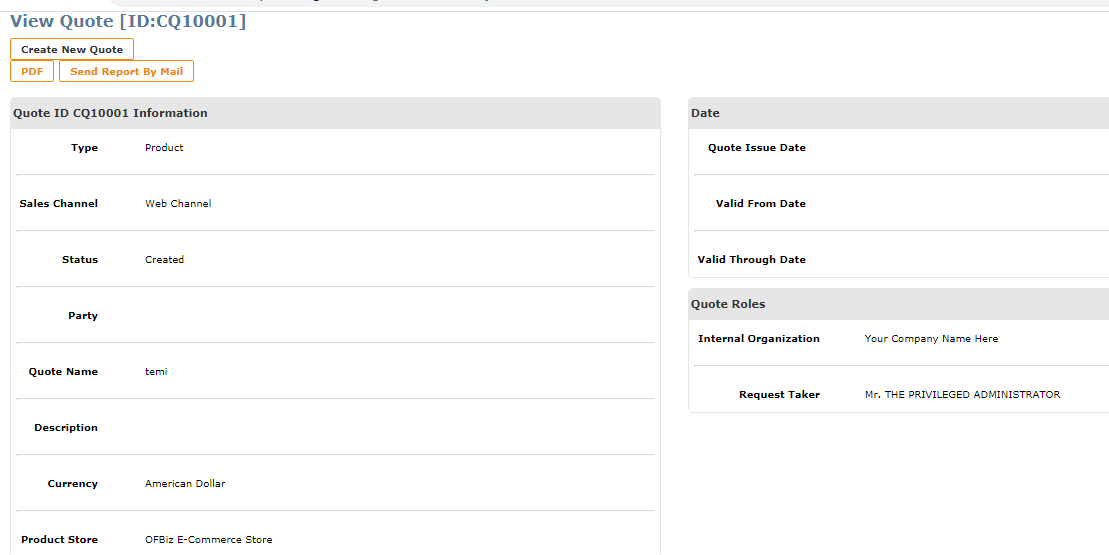 View Quote [ID:CQ10001]
Create New Quote
PDF
Send Report By Mail
Quote ID CQ10001 Information
Type Product
Sales Channel Web Channel
Status Created
Party
Quote Name temi
Description
Currency American Dollar
Product Store OFBiz E-Commerce Store
Date
Quote Issue Date
Valid From Date
Valid Through Date
Quote Roles
Internal Organization Your Company Name Here
Request Taker Mr. THE PRIVILEGED ADMINISTRATOR